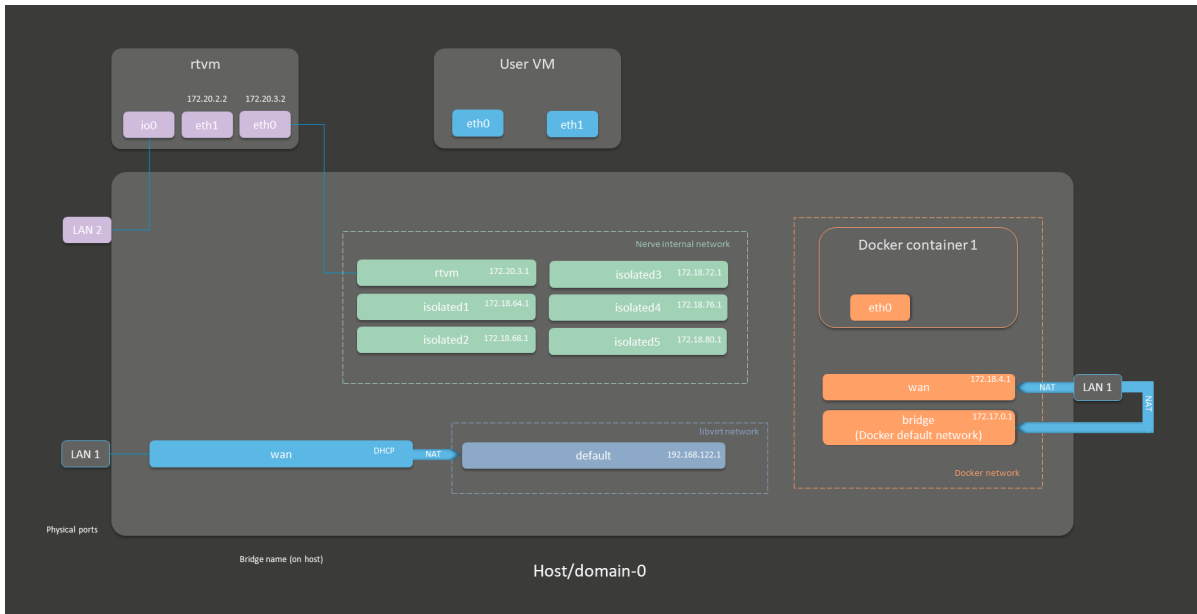 rtvm
172.20.2.2
172.20.3.2
io0
eth1
eth0
User VM
eth0
eth1
LAN 2
Nerve internal network
rtvm
172.20.3.1
isolated1
172.18.64.1
isolated2
172.18.68.1
isolated3
172.18.72.1
isolated4
172.18.76.1
isolated5
172.18.80.1
Docker container 1
eth0
wan
172.18.4.1
NAT
LAN 1
NAT
bridge
172.17.0.1
(Docker default network)
Docker network
LAN 1
wan
DHCP
NAT
libvirt network
default
192.168.122.1
Physical ports
Bridge name (on host)
Host/domain-0